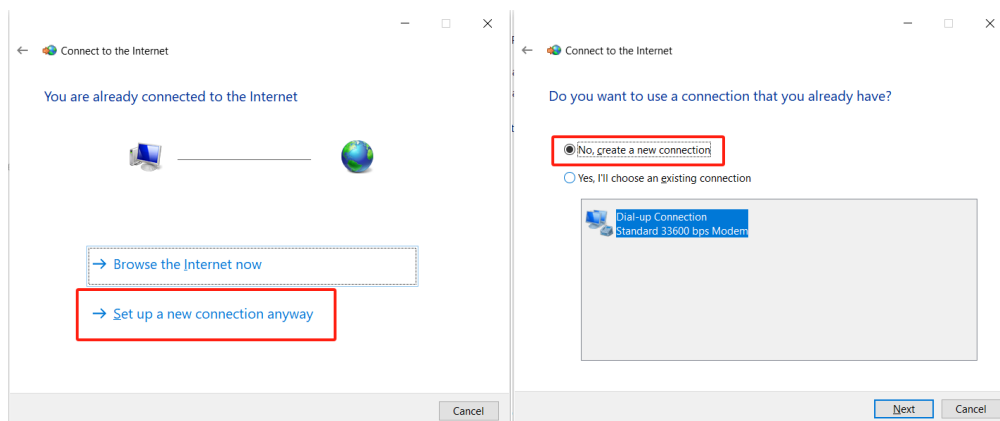 Connect to the Internet
You are already connected to the Internet
Browse the Internet now
Set up a new connection anyway
Cancel
Connect to the Internet
Do you want to use a connection that you already have?
No, create a new connection
Yes, I'll choose an existing connection
Dial-up Connection
Standard 33600 bps Modem
Next
Cancel